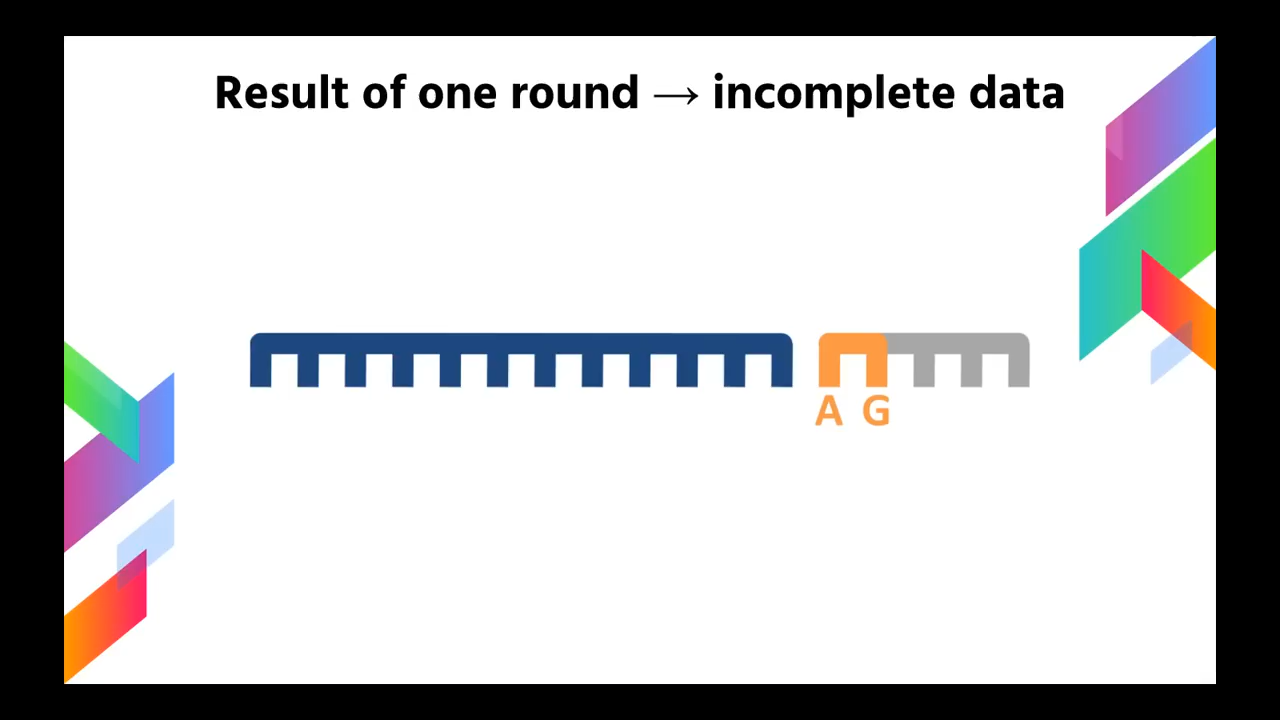 Result of one round → incomplete data
A G